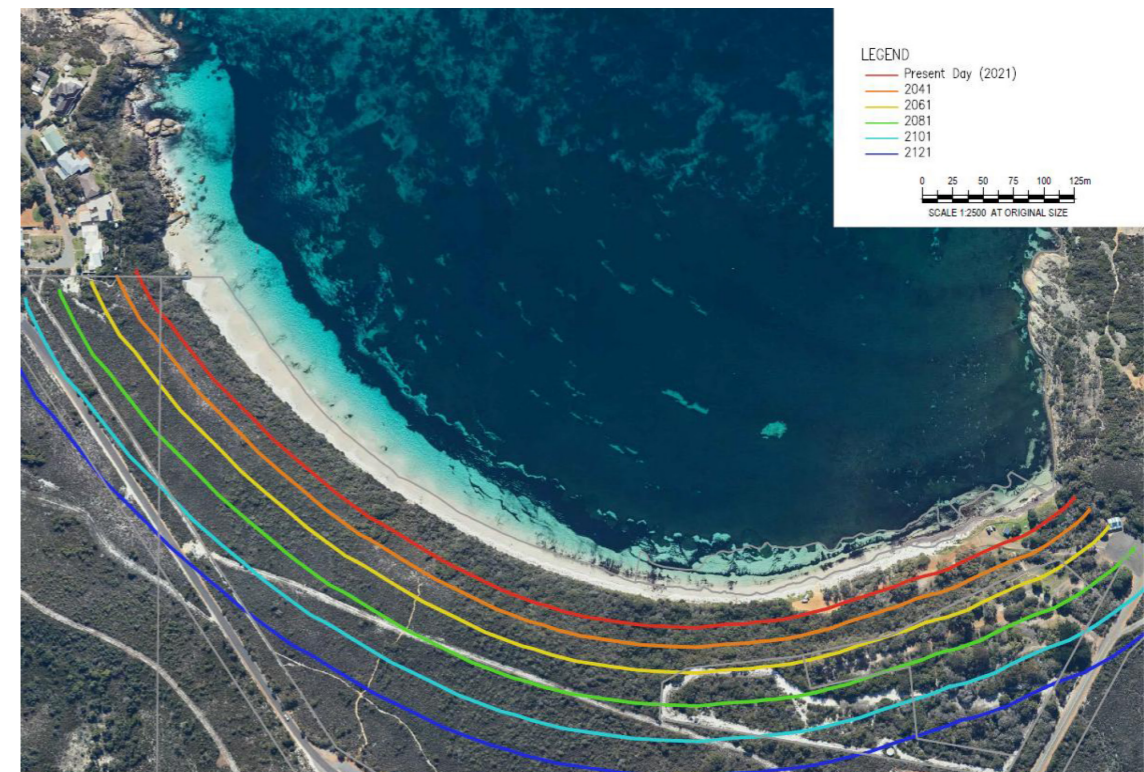 LEGEND
Present Day (2021)
2041
2061
2081
2101
2121
0 25 50 75 100 125m
SCALE 1:2500 AT ORIGINAL SIZE